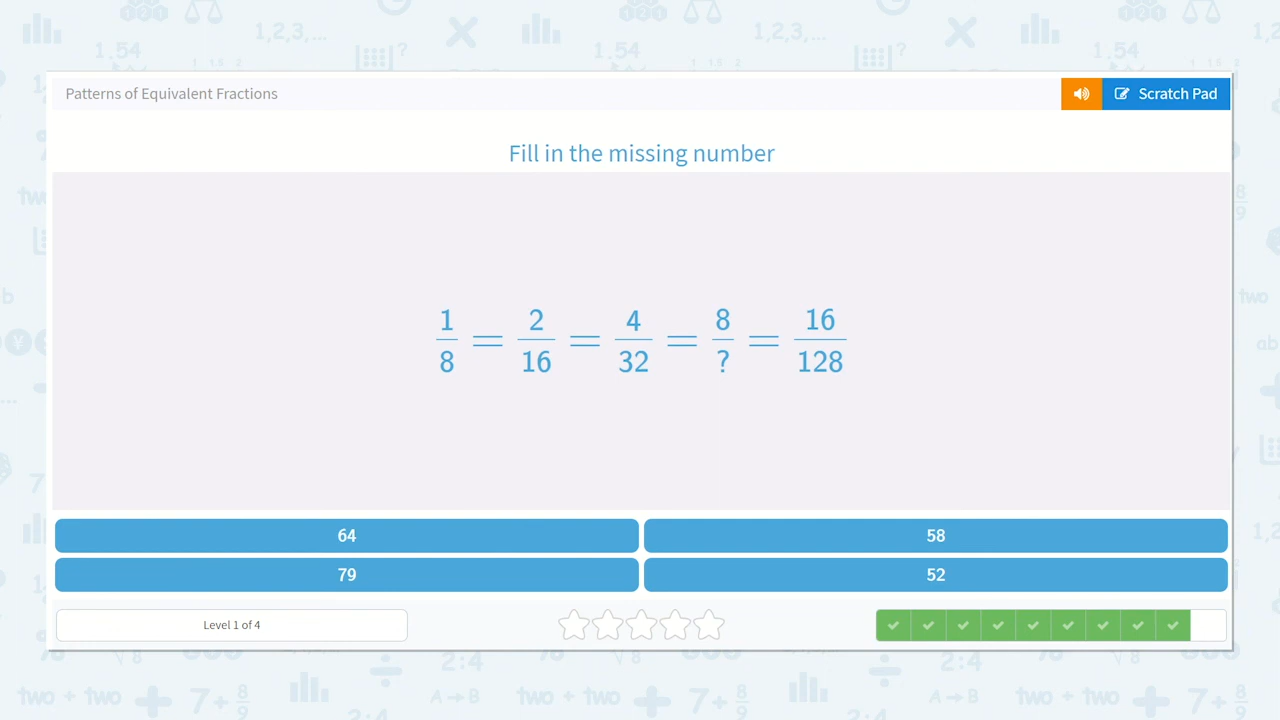 Patterns of Equivalent Fractions
Scratch Pad
Fill in the missing number
1/8 = 2/16 = 4/32 = 8/? = 16/128
64
58
79
52
Level 1 of 4